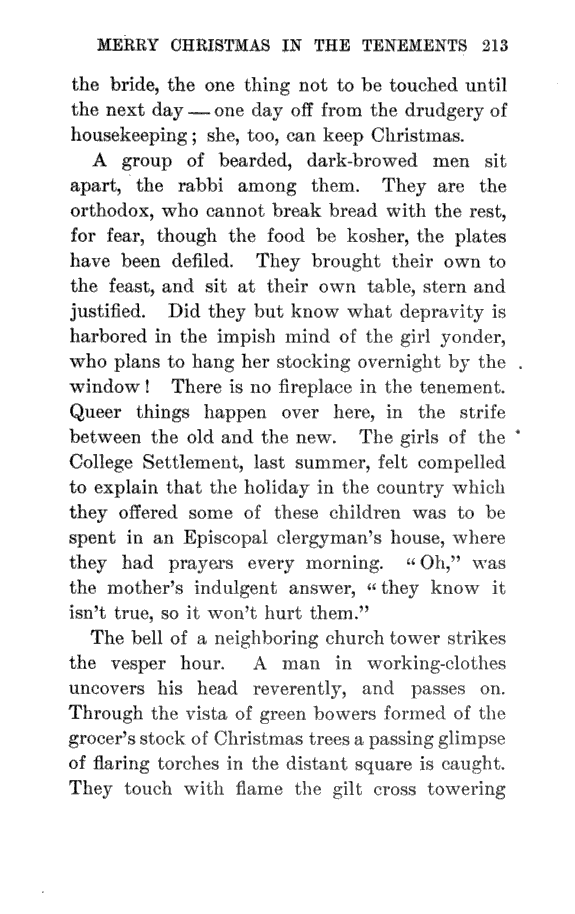 MERRY CHRISTMAS IN THE TENEMENTS 213
the bride, the one thing not to be touched until
the next day — one day off from the drudgery of
housekeeping; she, too, can keep Christmas.
A group of bearded, dark-browed men sit
apart, the rabbi among them. They are the
orthodox, who cannot break bread with the rest,
for fear, though the food be kosher, the plates
have been defiled. They brought their own to
the feast, and sit at their own table, stern and
justified. Did they but know what depravity is
harbored in the impish mind of the girl yonder,
who plans to hang her stocking overnight by the
window! There is no fireplace in the tenement.
Queer things happen over here, in the strife
between the old and the new. The girls of the
College Settlement, last summer, felt compelled
to explain that the holiday in the country which
they offered some of these children was to be
spent in an Episcopal clergyman's house, where
they had prayers every morning. "Oh," was
the mother's indulgent answer, "they know it
isn't true, so it won't hurt them."
The bell of a neighboring church tower strikes
the vesper hour. A man in working-clothes
uncovers his head reverently, and passes on.
Through the vista of green bowers formed of the
grocer's stock of Christmas trees a passing glimpse
of flaring torches in the distant square is caught.
They touch with flame the gilt cross towering